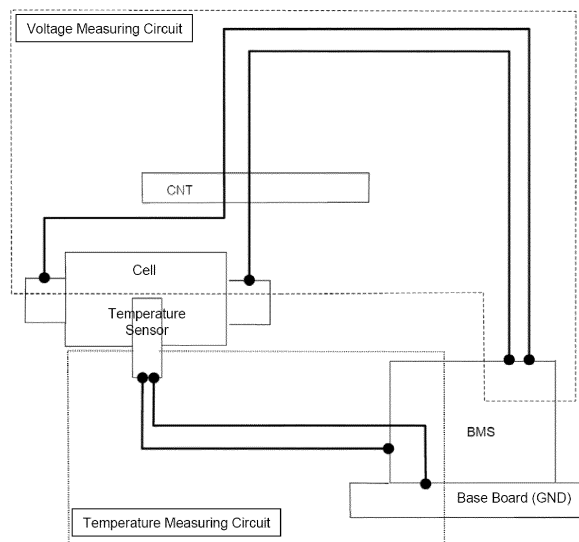 Voltage Measuring Circuit
CNT
Cell
Temperature
Sensor
BMS
Base Board (GND)
Temperature Measuring Circuit